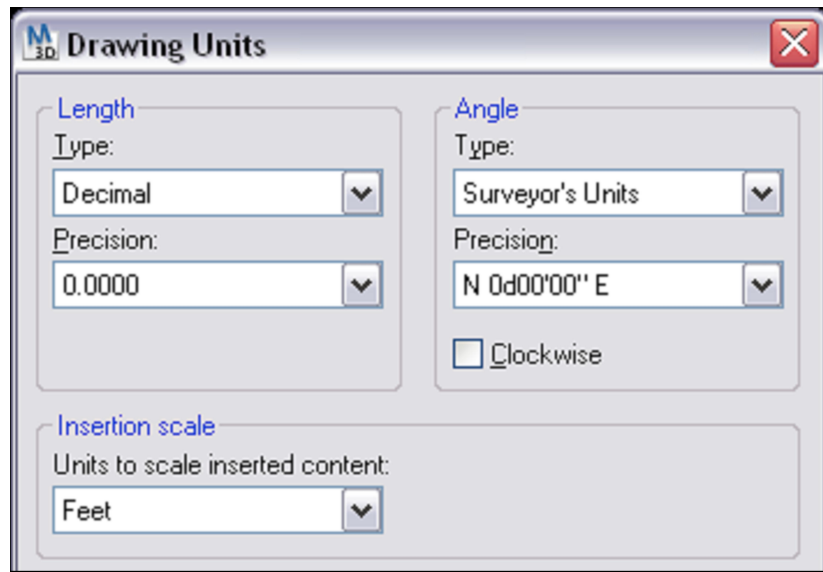 M 3D Drawing Units
Length
Type:
Decimal
Precision:
0.0000
Angle
Type:
Surveyor's Units
Precision:
N 0d00'00" E
Clockwise
Insertion scale
Units to scale inserted content:
Feet